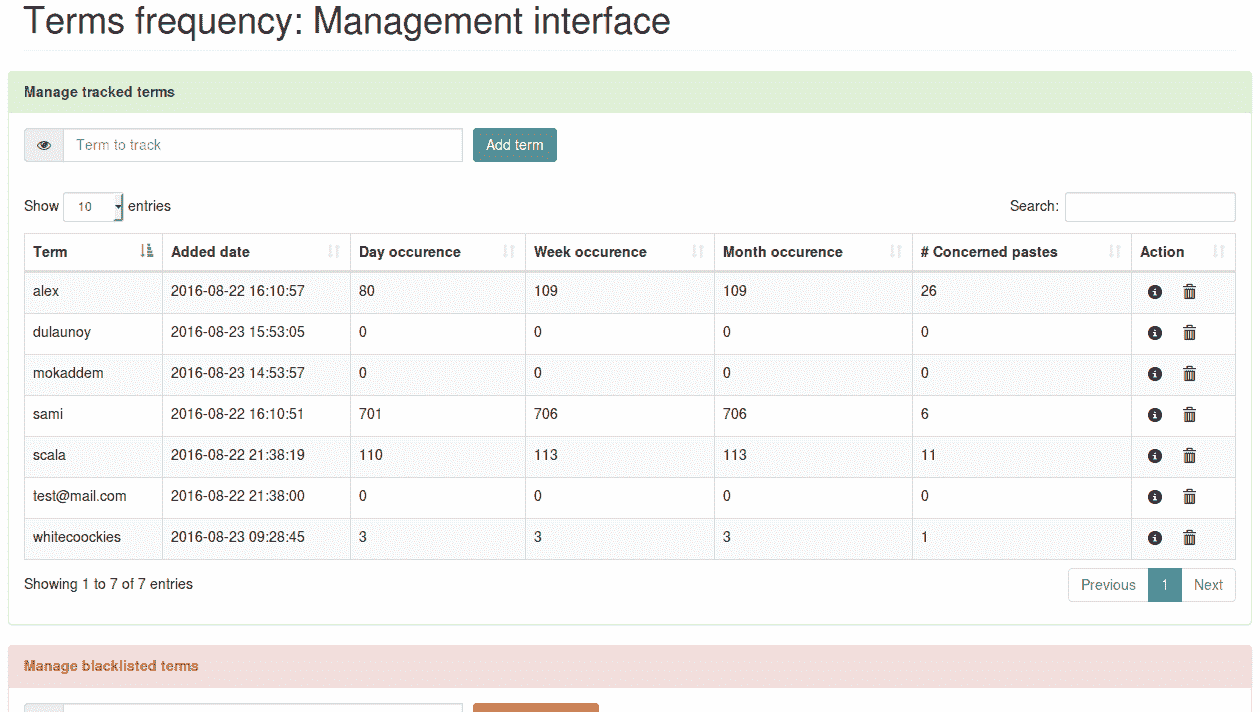 Terms frequency: Management interface
Manage tracked terms
Term to track Add term
Show 10 entries Search:
Term Added date Day occurence Week occurence Month occurence # Concerned pastes Action
alex 2016-08-22 16:10:57 80 109 109 26
dulaunoy 2016-08-23 15:53:05 0 0 0 0
mokaddem 2016-08-23 14:53:57 0 0 0 0
sami 2016-08-22 16:10:51 701 706 706 6
scala 2016-08-22 21:38:19 110 113 113 11
test@mail.com 2016-08-22 21:38:00 0 0 0 0
whitecoockies 2016-08-23 09:28:45 3 3 3 1
Showing 1 to 7 of 7 entries Previous 1 Next
Manage blacklisted terms